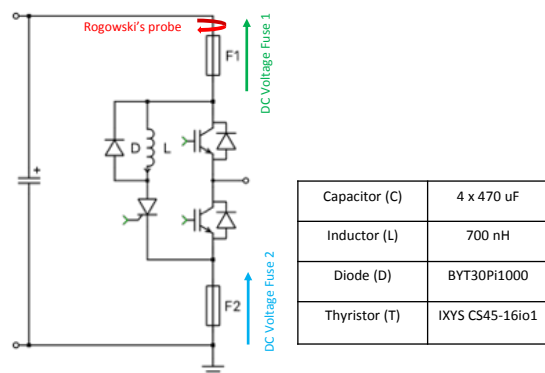 Rogowski's probe
F1
DC Voltage Fuse 1
D
L
+
F2
DC Voltage Fuse 2
Capacitor (C) 4 x 470 uF
Inductor (L) 700 nH
Diode (D) BYT30Pi1000
Thyristor (T) IXYS CS45-16io1